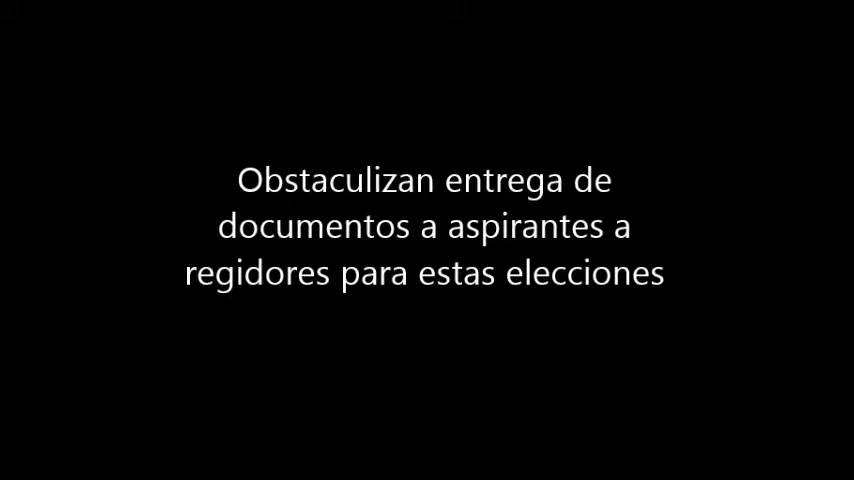 Obstaculizan entrega de
documentos a aspirantes a
regidores para estas elecciones